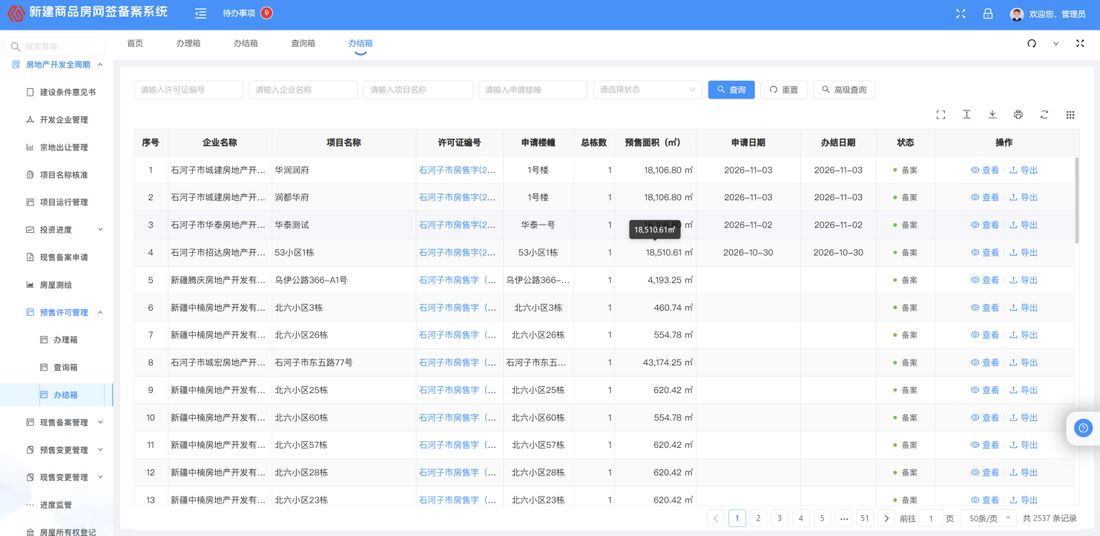 新建商品房网签备案系统
待办事项 9
欢迎您，管理员
搜索菜单
房地产开发全周期
建设条件意见书
开发企业管理
宗地出让管理
项目名称核准
项目运行管理
投资进度
现售备案申请
房屋测绘
预售许可管理
办理箱
查询箱
办结箱
现售备案管理
预售变更管理
现售变更管理
进度监管
房屋所有权登记
首页 办理箱 办结箱 查询箱 办结箱
请输入许可证编号 请输入企业名称 请输入项目名称 请输入申请楼幢 请选择状态 查询 重置 高级查询
序号 企业名称 项目名称 许可证编号 申请楼幢 总栋数 预售面积（㎡） 申请日期 办结日期 状态 操作
1 石河子市城建房地产开... 华润润府 石河子市房售字(2... 1号楼 1 18,106.80 ㎡ 2026-11-03 2026-11-03 备案 查看 导出
2 石河子市城建房地产开... 润都华府 石河子市房售字(2... 1号楼 1 18,106.80 ㎡ 2026-11-03 2026-11-03 备案 查看 导出
3 石河子市华泰房地产开... 华泰测试 石河子市房售字(2... 华泰一号 1 2026-11-02 2026-11-02 备案 查看 导出
18,510.61㎡
4 石河子市招达房地产开... 53小区1栋 石河子市房售字(2... 53小区1栋 1 18,510.61 ㎡ 2026-10-30 2026-10-30 备案 查看 导出
5 新疆腾庆房地产开发有... 乌伊公路366-A1号 石河子市房售字（... 乌伊公路366-... 1 4,193.25 ㎡ 备案 查看 导出
6 新疆中楠房地产开发有... 北六小区3栋 石河子市房售字（... 北六小区3栋 1 460.74 ㎡ 备案 查看 导出
7 新疆中楠房地产开发有... 北六小区26栋 石河子市房售字（... 北六小区26栋 1 554.78 ㎡ 备案 查看 导出
8 石河子市城宏房地产开... 石河子市东五路77号 石河子市房售字（... 石河子市东五... 1 43,174.25 ㎡ 备案 查看 导出
9 新疆中楠房地产开发有... 北六小区25栋 石河子市房售字（... 北六小区25栋 1 620.42 ㎡ 备案 查看 导出
10 新疆中楠房地产开发有... 北六小区60栋 石河子市房售字（... 北六小区60栋 1 554.78 ㎡ 备案 查看 导出
11 新疆中楠房地产开发有... 北六小区57栋 石河子市房售字（... 北六小区57栋 1 620.42 ㎡ 备案 查看 导出
12 新疆中楠房地产开发有... 北六小区28栋 石河子市房售字（... 北六小区28栋 1 620.42 ㎡ 备案 查看 导出
13 新疆中楠房地产开发有... 北六小区23栋 石河子市房售字（... 北六小区23栋 1 620.42 ㎡ 备案 查看 导出
1 2 3 4 5 ••• 51 前往 1 页 50条/页 共 2537 条记录